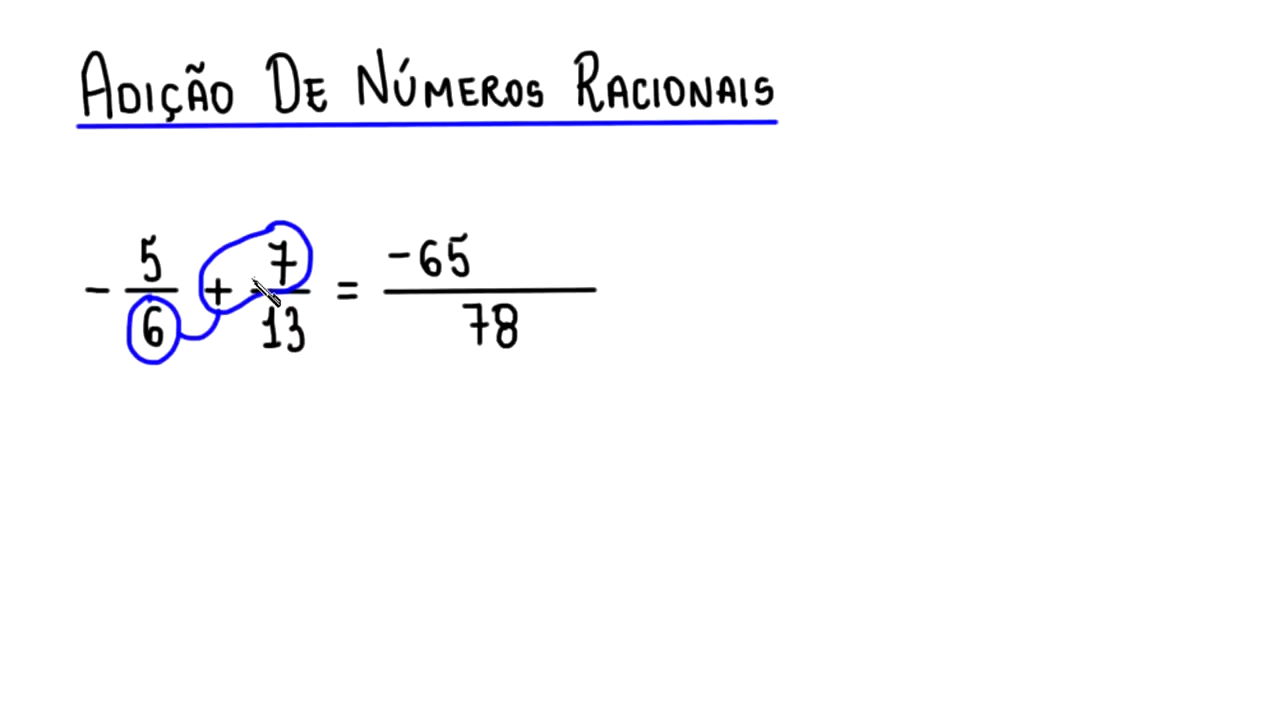 ADIÇÃO DE NÚMEROS RACIONAIS
- 5/6 + 7/13 = -65/78